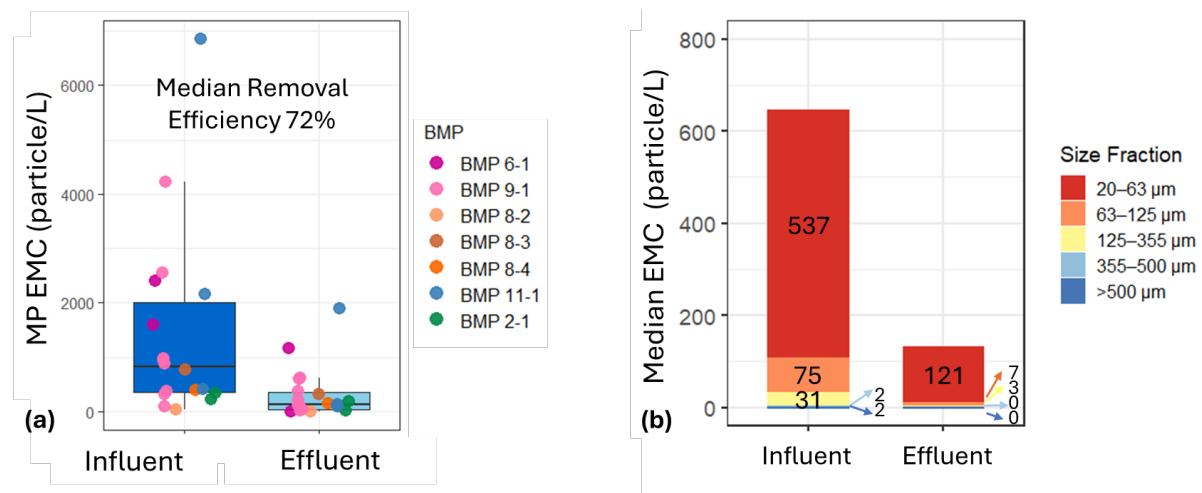 MP EMC (particle/L)
6000
4000
2000
0
Median Removal
Efficiency 72%
(a)
Influent
Effluent
BMP
BMP 6-1
BMP 9-1
BMP 8-2
BMP 8-3
BMP 8-4
BMP 11-1
BMP 2-1
Median EMC (particle/L)
800
600
400
200
0
537
75
31
2
2
121
7
3
0
0
(b)
Influent
Effluent
Size Fraction
20–63 µm
63–125 µm
125–355 µm
355–500 µm
>500 µm